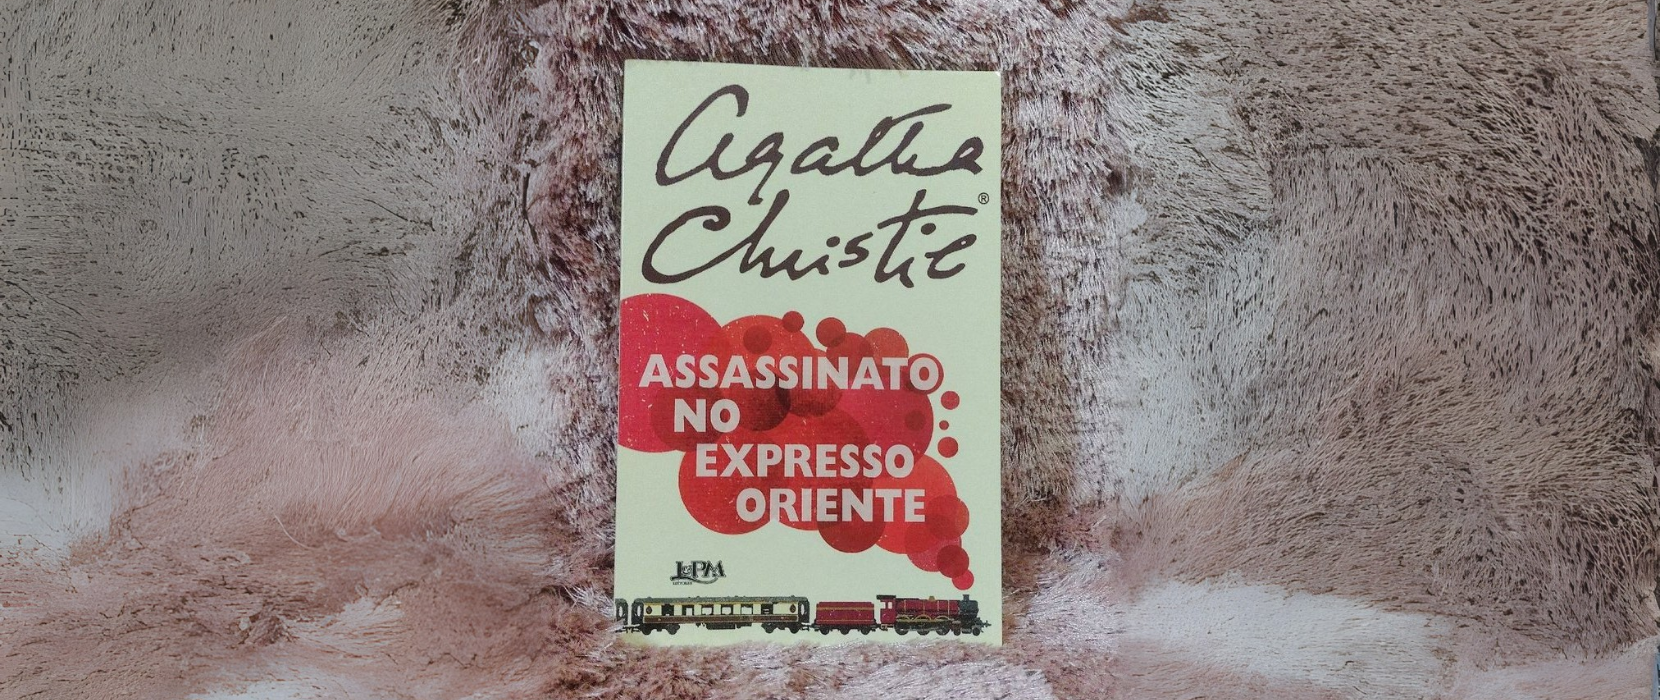 Agatha
Christie®
ASSASSINATO
NO
EXPRESSO
ORIENTE
L&PM